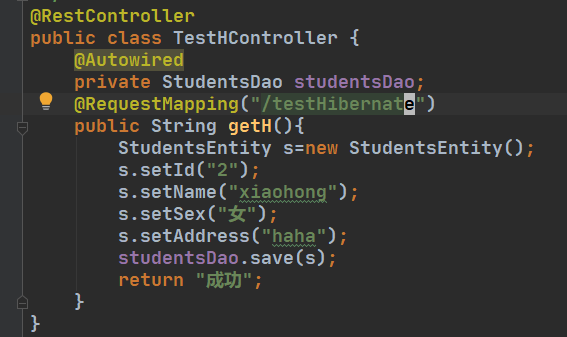 @RestController
public class TestHController {
@Autowired
private StudentsDao studentsDao;
@RequestMapping("/testHibernate")
public String getH(){
StudentsEntity s=new StudentsEntity();
s.setId("2");
s.setName("xiaohong");
s.setSex("女");
s.setAddress("haha");
studentsDao.save(s);
return "成功";
}
}